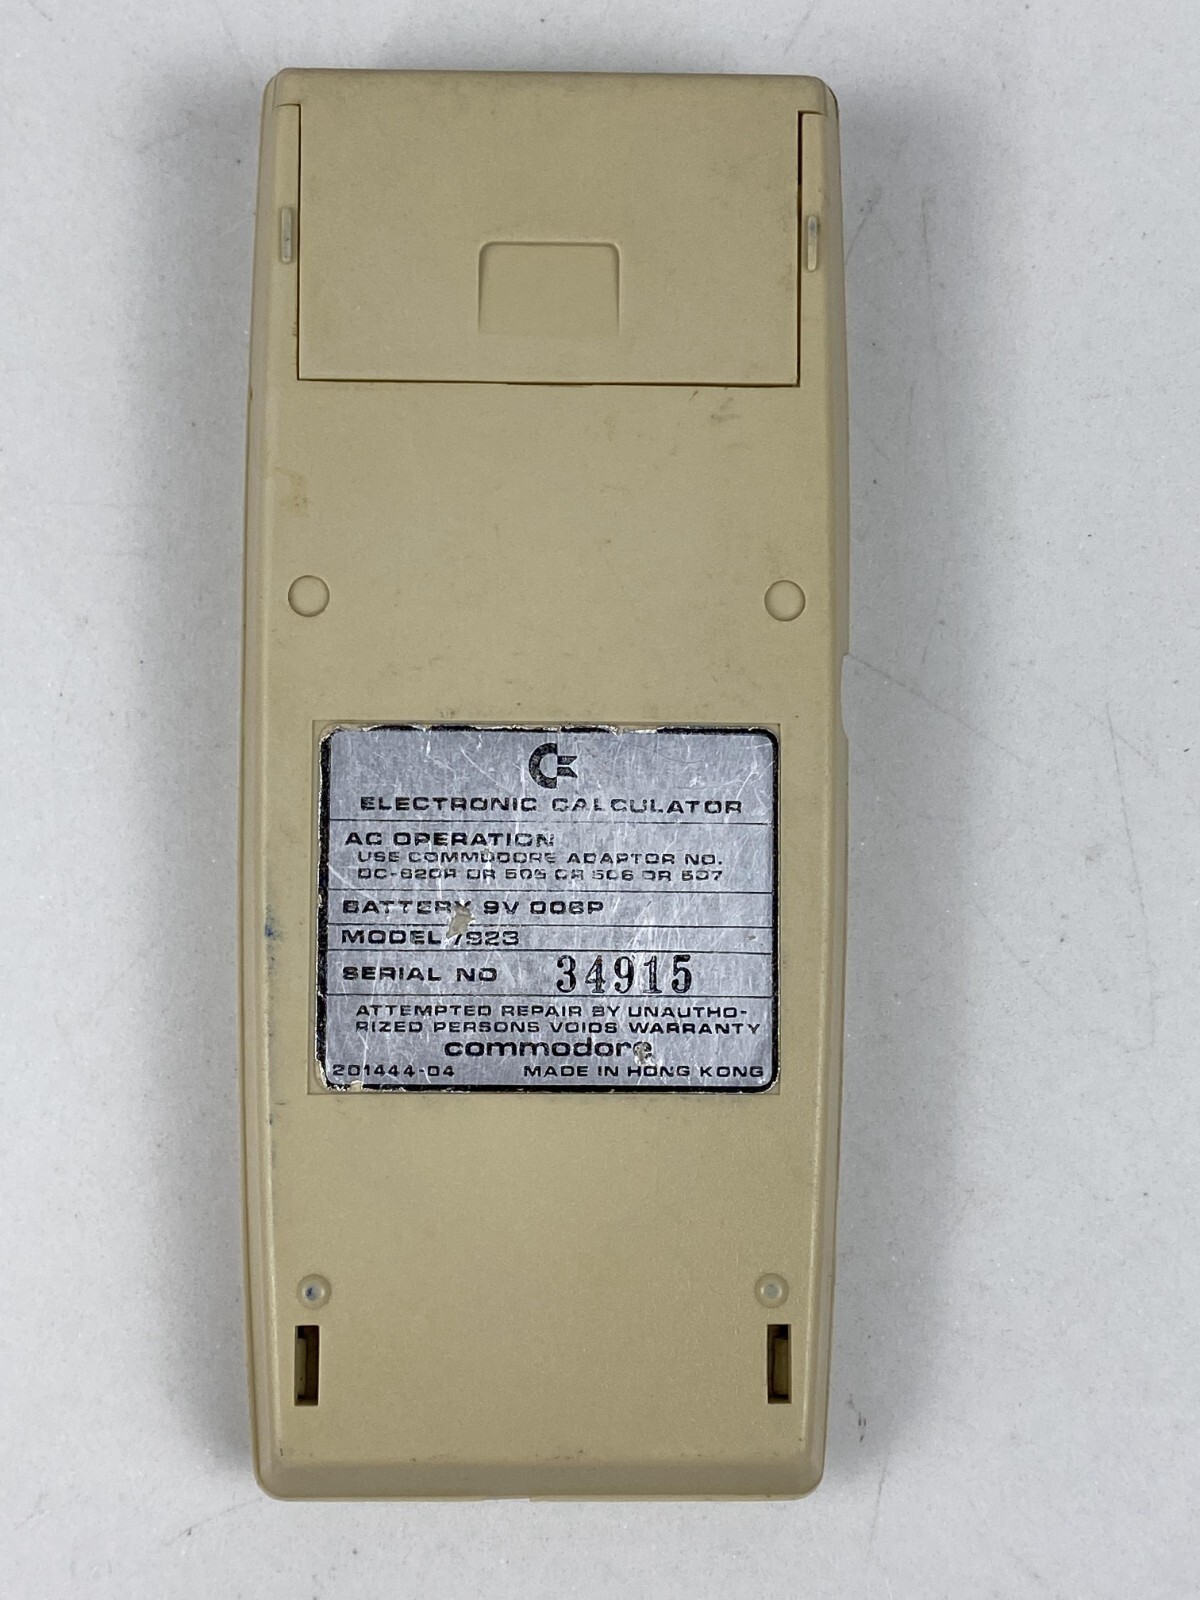 ELECTRONIC CALCULATOR
AC OPERATION
USE COMMODORE ADAPTOR NO.
DC-620R OR 505 OR 506 OR 507
BATTERY 9V 006P
MODEL 7923
SERIAL NO 34915
ATTEMPTED REPAIR BY UNAUTHO-
RIZED PERSONS VOIDS WARRANTY
commodore
201444-04 MADE IN HONG KONG